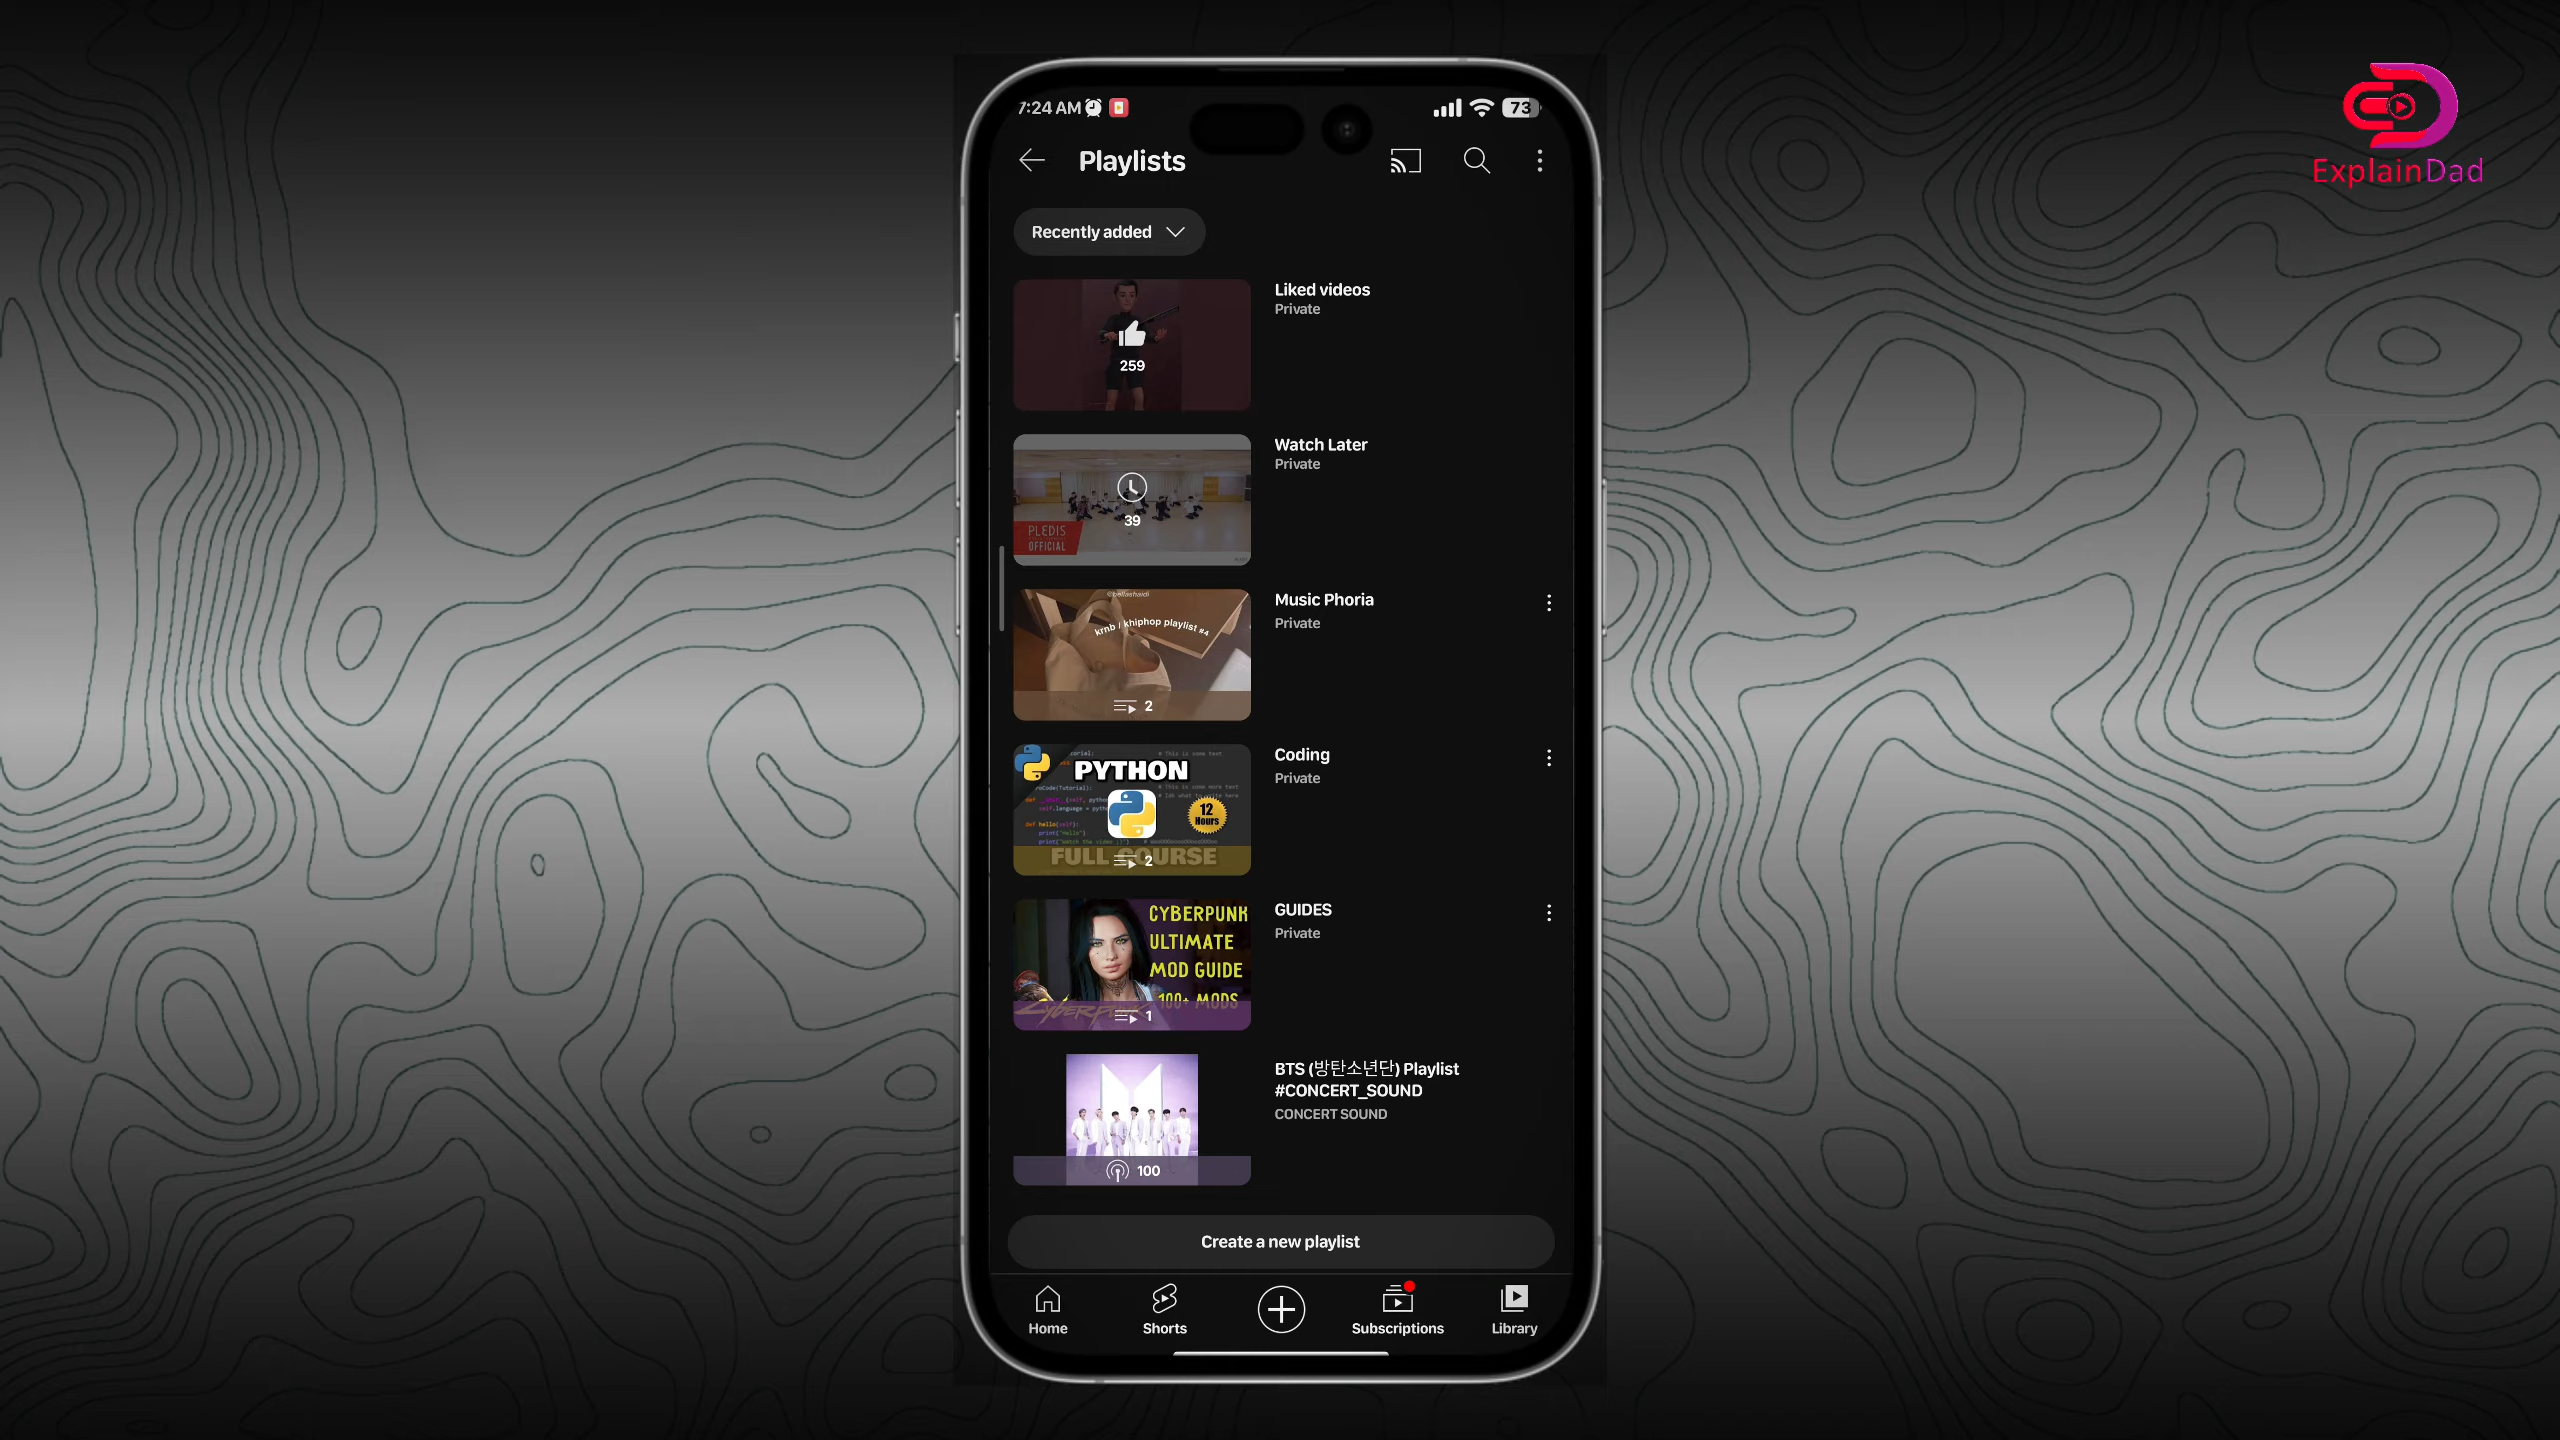 7:24 AM
73
ExplainDad
Playlists
Recently added
Liked videos
Private
259
Watch Later
Private
39
PLEDIS
OFFICIAL
Music Phoria
Private
@bellashaidi
krnb / khiphop playlist #4
2
Coding
Private
PYTHON
12
Hours
FULL COURSE
2
GUIDES
Private
CYBERPUNK
ULTIMATE
MOD GUIDE
100+ MODS
CYBERPUNK
1
BTS (방탄소년단) Playlist
#CONCERT_SOUND
CONCERT SOUND
100
Create a new playlist
Home
Shorts
Subscriptions
Library